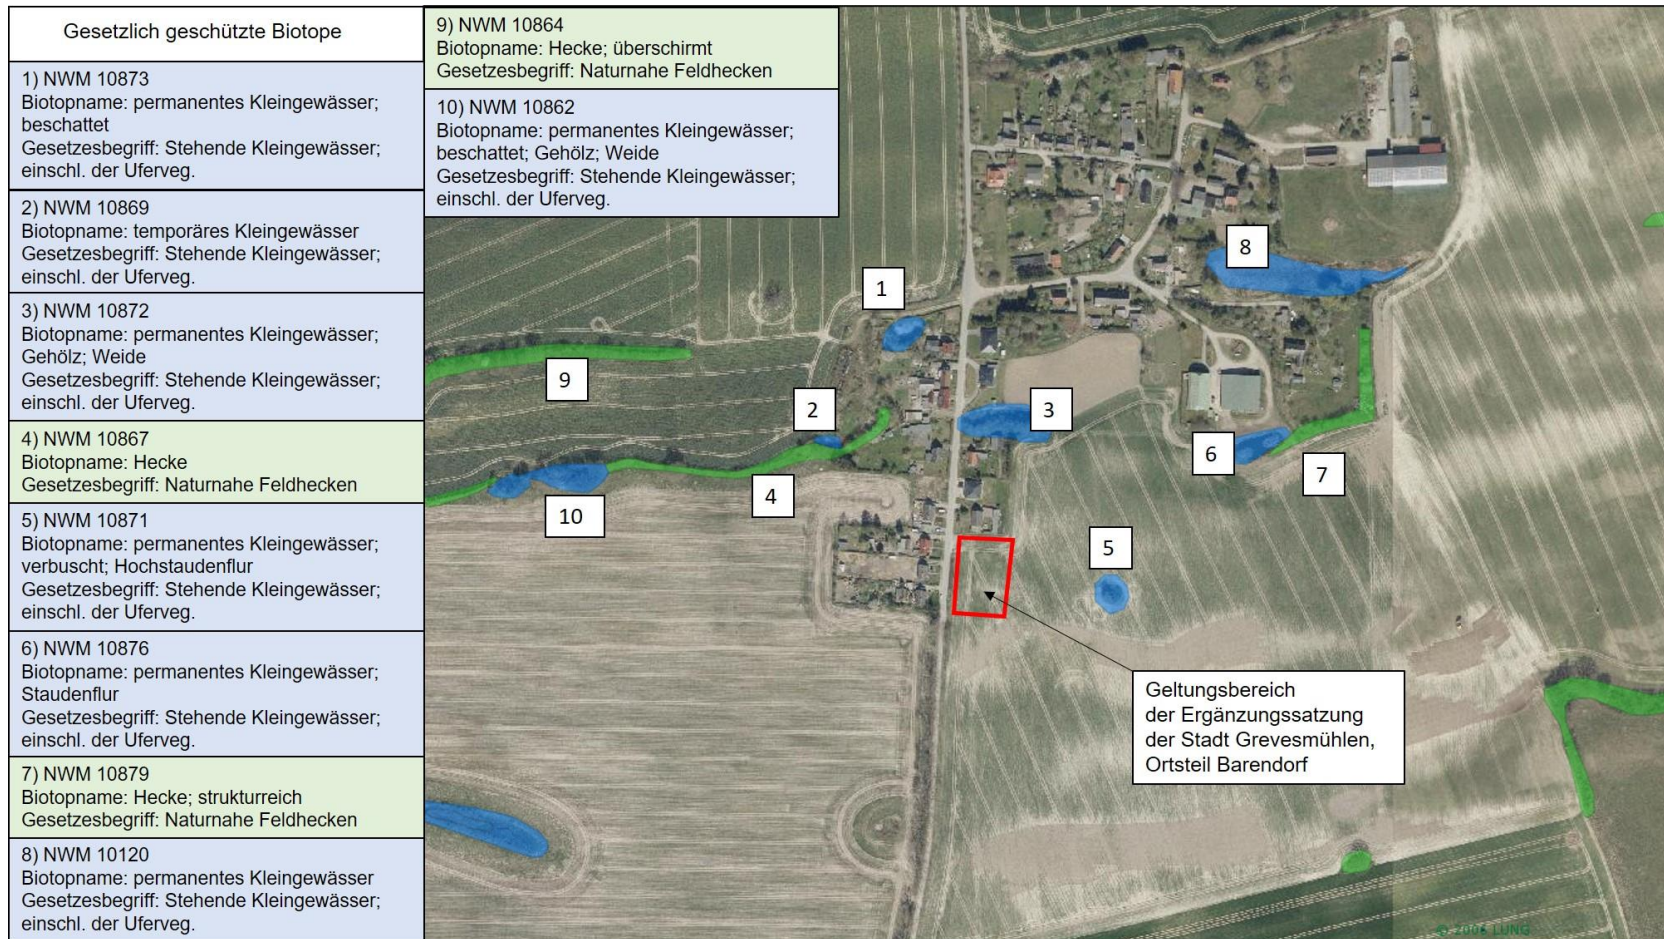 Gesetzlich geschützte Biotope
1) NWM 10873
Biotopname: permanentes Kleingewässer;
beschattet
Gesetzesbegriff: Stehende Kleingewässer;
einschl. der Uferveg.
2) NWM 10869
Biotopname: temporäres Kleingewässer
Gesetzesbegriff: Stehende Kleingewässer;
einschl. der Uferveg.
3) NWM 10872
Biotopname: permanentes Kleingewässer;
Gehölz; Weide
Gesetzesbegriff: Stehende Kleingewässer;
einschl. der Uferveg.
4) NWM 10867
Biotopname: Hecke
Gesetzesbegriff: Naturnahe Feldhecken
5) NWM 10871
Biotopname: permanentes Kleingewässer;
verbuscht; Hochstaudenflur
Gesetzesbegriff: Stehende Kleingewässer;
einschl. der Uferveg.
6) NWM 10876
Biotopname: permanentes Kleingewässer;
Staudenflur
Gesetzesbegriff: Stehende Kleingewässer;
einschl. der Uferveg.
7) NWM 10879
Biotopname: Hecke; strukturreich
Gesetzesbegriff: Naturnahe Feldhecken
8) NWM 10120
Biotopname: permanentes Kleingewässer
Gesetzesbegriff: Stehende Kleingewässer;
einschl. der Uferveg.
9) NWM 10864
Biotopname: Hecke; überschirmt
Gesetzesbegriff: Naturnahe Feldhecken
10) NWM 10862
Biotopname: permanentes Kleingewässer;
beschattet; Gehölz; Weide
Gesetzesbegriff: Stehende Kleingewässer;
einschl. der Uferveg.
8
1
9
2
3
6
7
4
10
5
Geltungsbereich
der Ergänzungssatzung
der Stadt Grevesmühlen,
Ortsteil Barendorf
© 2006 LUNG